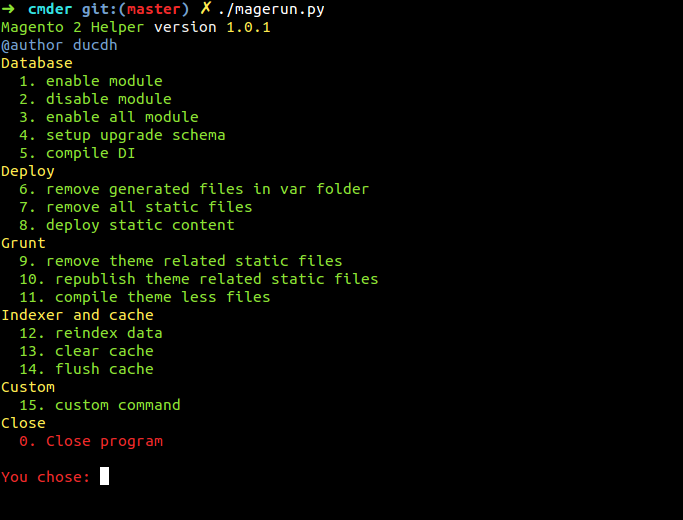 ➜ cmder git:(master) ✗ ./magerun.py
Magento 2 Helper version 1.0.1
@author ducdh
Database
1. enable module
2. disable module
3. enable all module
4. setup upgrade schema
5. compile DI
Deploy
6. remove generated files in var folder
7. remove all static files
8. deploy static content
Grunt
9. remove theme related static files
10. republish theme related static files
11. compile theme less files
Indexer and cache
12. reindex data
13. clear cache
14. flush cache
Custom
15. custom command
Close
0. Close program
You chose: